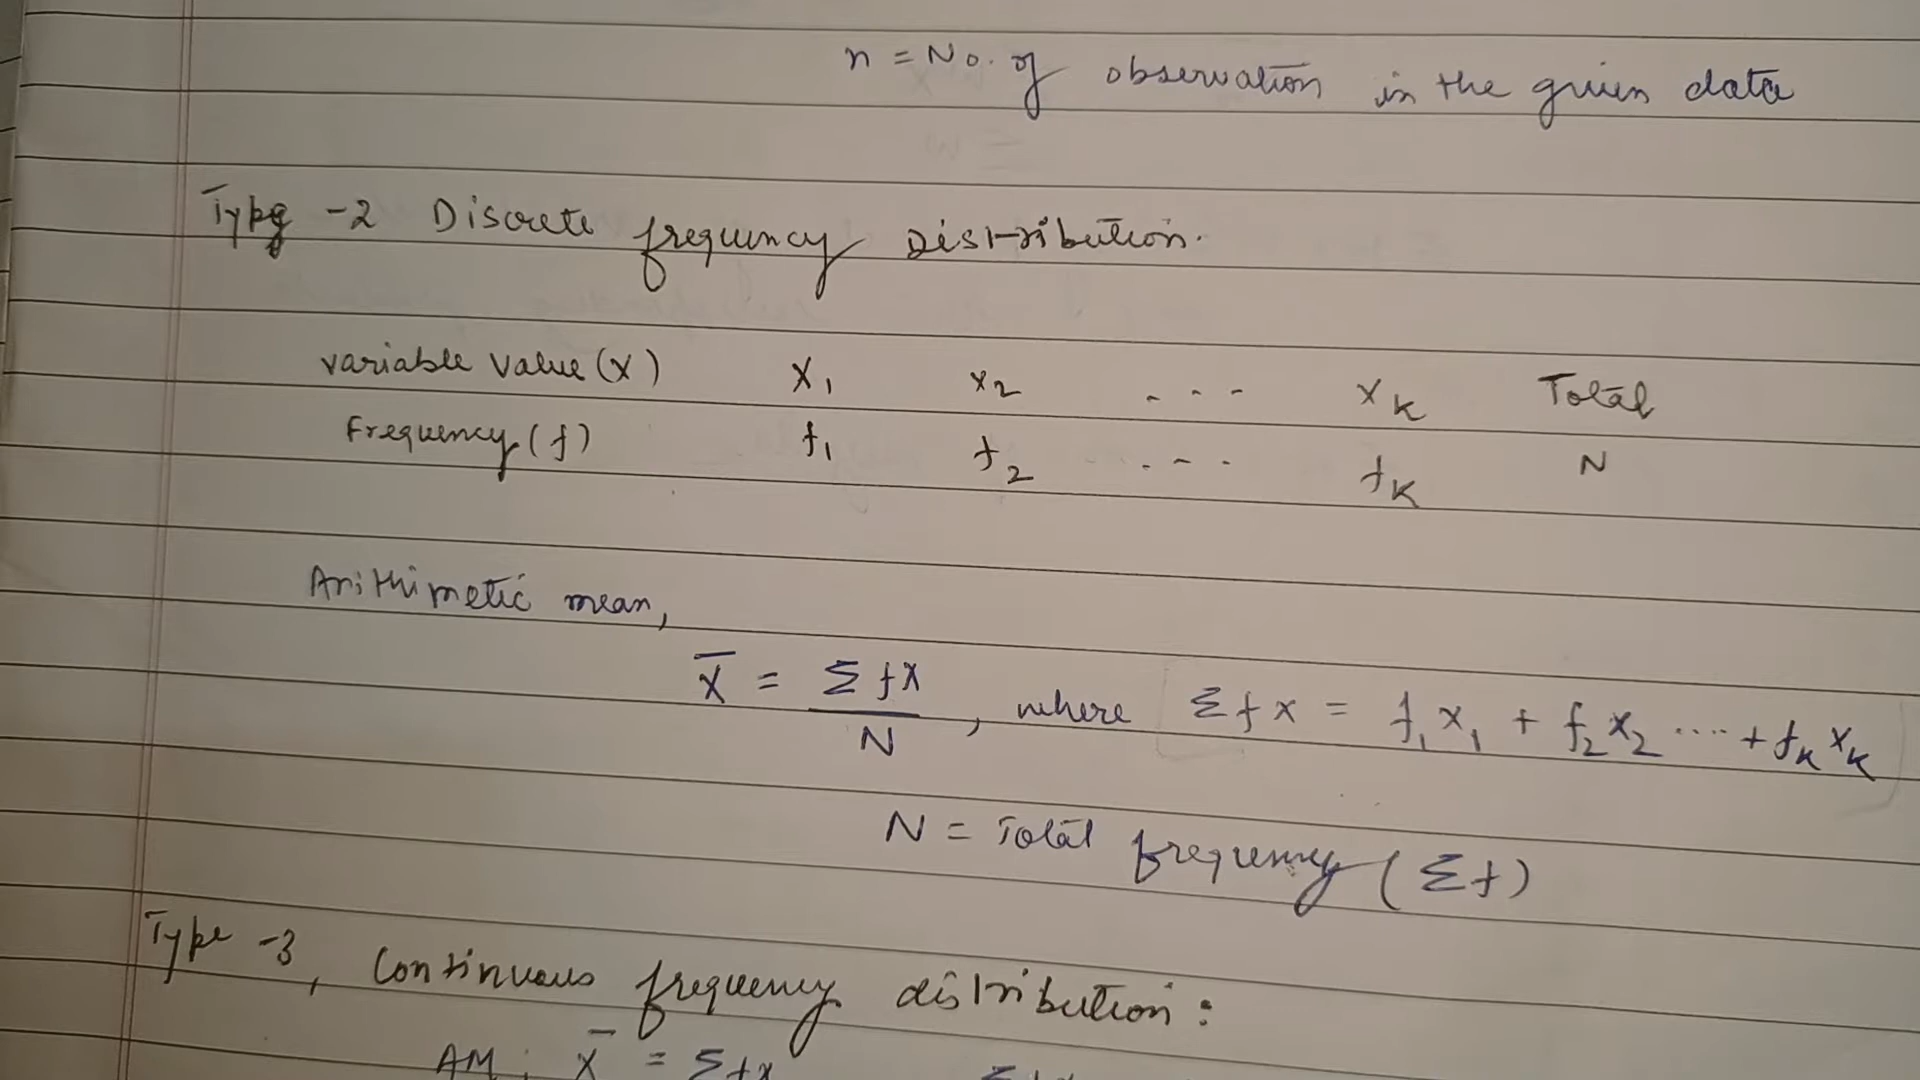 n = No. of observation in the given data
Type -2 Discrete frequency Distribution.
variable value (x) x₁ x₂ - - - xₖ Total
Frequency (f) f₁ f₂ - - - fₖ N
Arithimetic mean,
x̄ = Σfx / N , where Σfx = f₁x₁ + f₂x₂ .... + fₖxₖ
N = Total frequency (Σf)
Type -3, Continuous frequency distribution :
AM : x̄ = Σfx